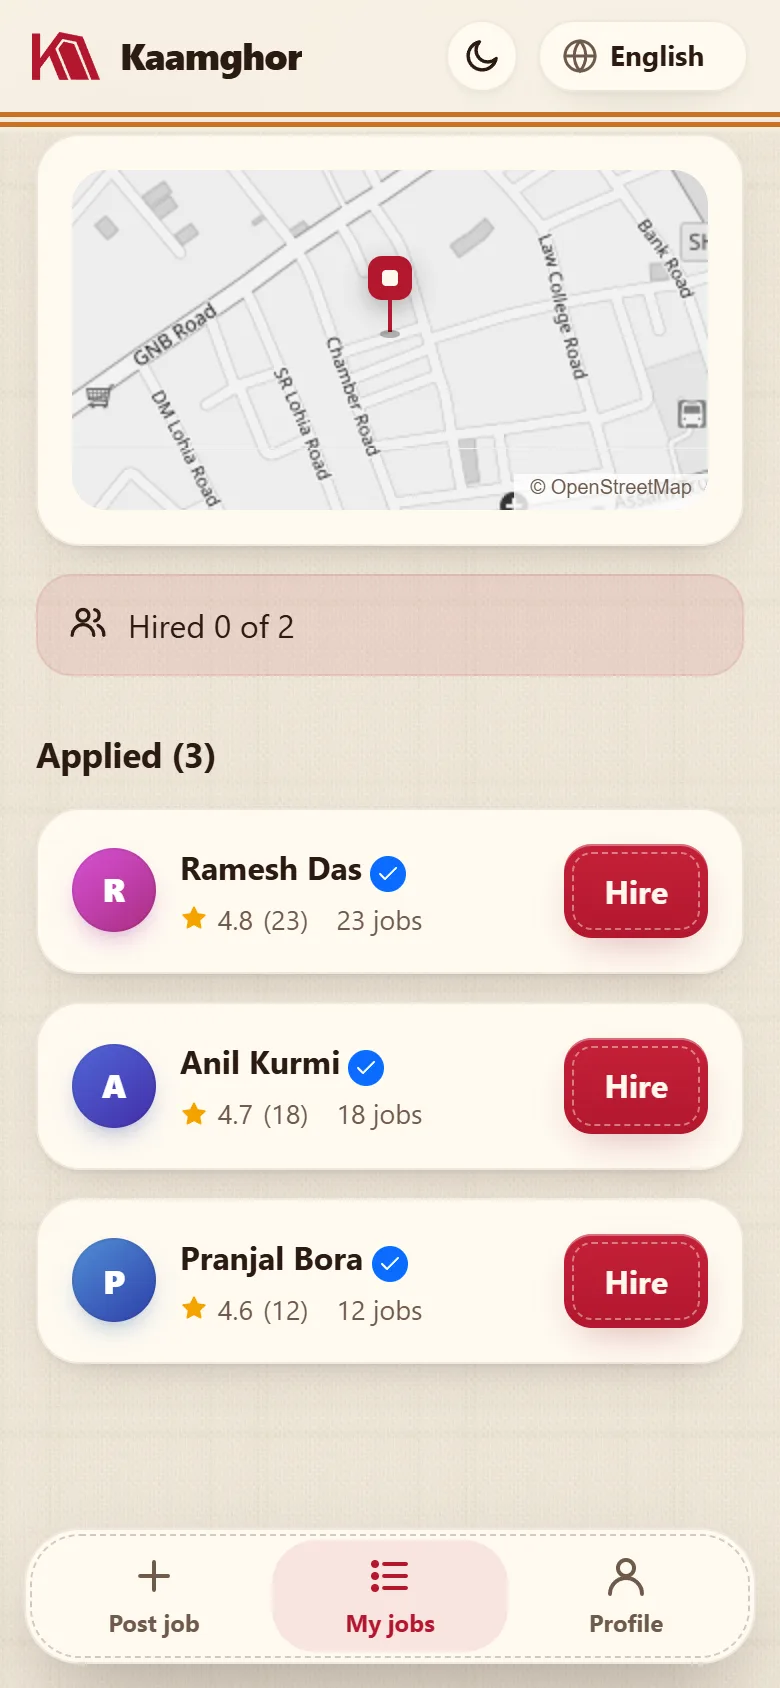 Kaamghor
English
GNB Road
DM Lohia Road
SR Lohia Road
Chamber Road
Law College Road
Bank Road
© OpenStreetMap
Hired 0 of 2
Applied (3)
R
Ramesh Das
4.8 (23) 23 jobs
Hire
A
Anil Kurmi
4.7 (18) 18 jobs
Hire
P
Pranjal Bora
4.6 (12) 12 jobs
Hire
Post job
My jobs
Profile